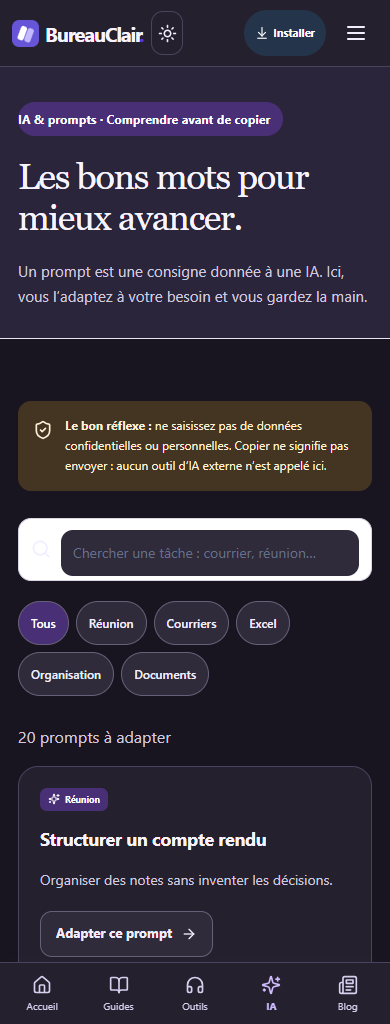 BureauClair.
Installer
IA & prompts · Comprendre avant de copier
Les bons mots pour
mieux avancer.
Un prompt est une consigne donnée à une IA. Ici,
vous l’adaptez à votre besoin et vous gardez la main.
Le bon réflexe : ne saisissez pas de données
confidentielles ou personnelles. Copier ne signifie pas
envoyer : aucun outil d’IA externe n’est appelé ici.
Chercher une tâche : courrier, réunion...
Tous
Réunion
Courriers
Excel
Organisation
Documents
20 prompts à adapter
Réunion
Structurer un compte rendu
Organiser des notes sans inventer les décisions.
Adapter ce prompt
Accueil
Guides
Outils
IA
Blog